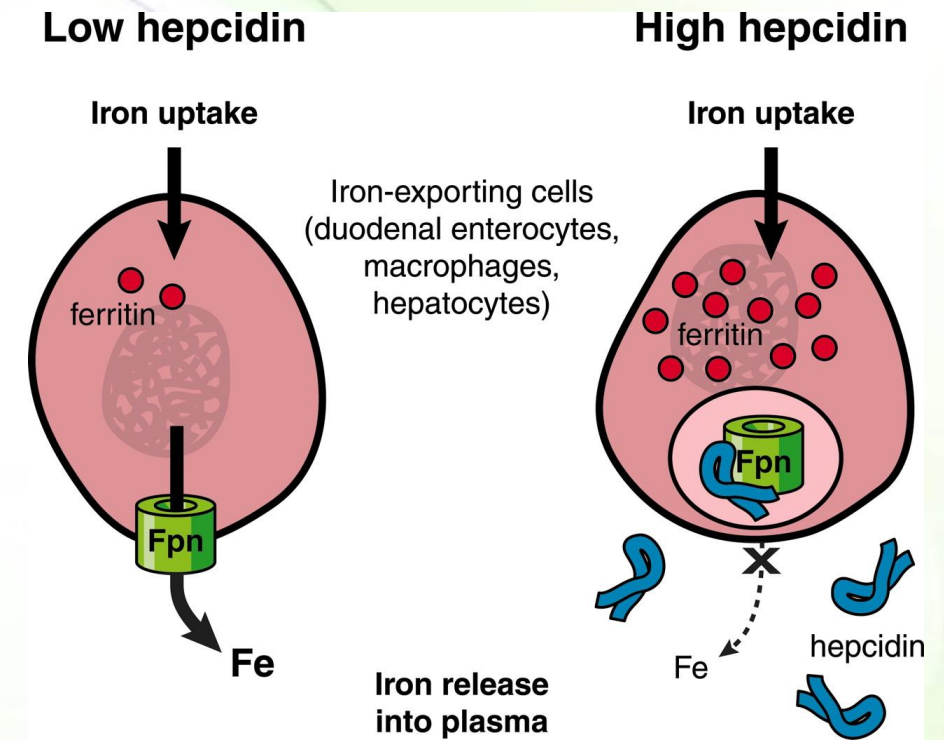 Low hepcidin
High hepcidin
Iron uptake
Iron uptake
Iron-exporting cells
(duodenal enterocytes,
macrophages,
hepatocytes)
ferritin
ferritin
Fpn
Fpn
X
Fe
Fe
hepcidin
Iron release
into plasma